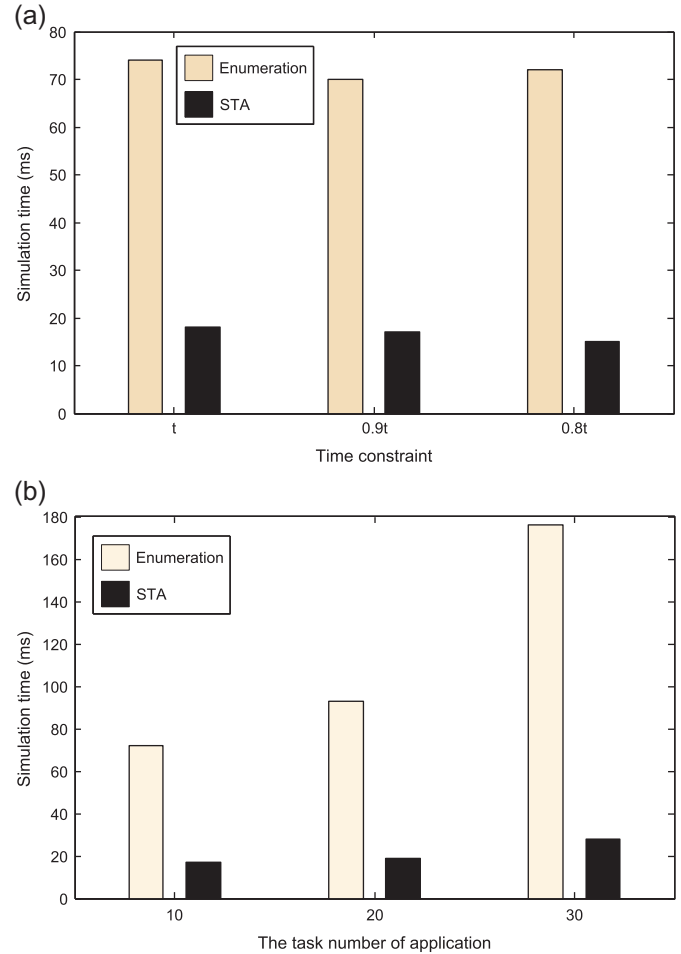 (a)
80
70
60
50
40
30
20
10
0
Simulation time (ms)
Enumeration
STA
t
0.9t
0.8t
Time constraint
(b)
180
160
140
120
100
80
60
40
20
0
Simulation time (ms)
Enumeration
STA
10
20
30
The task number of application